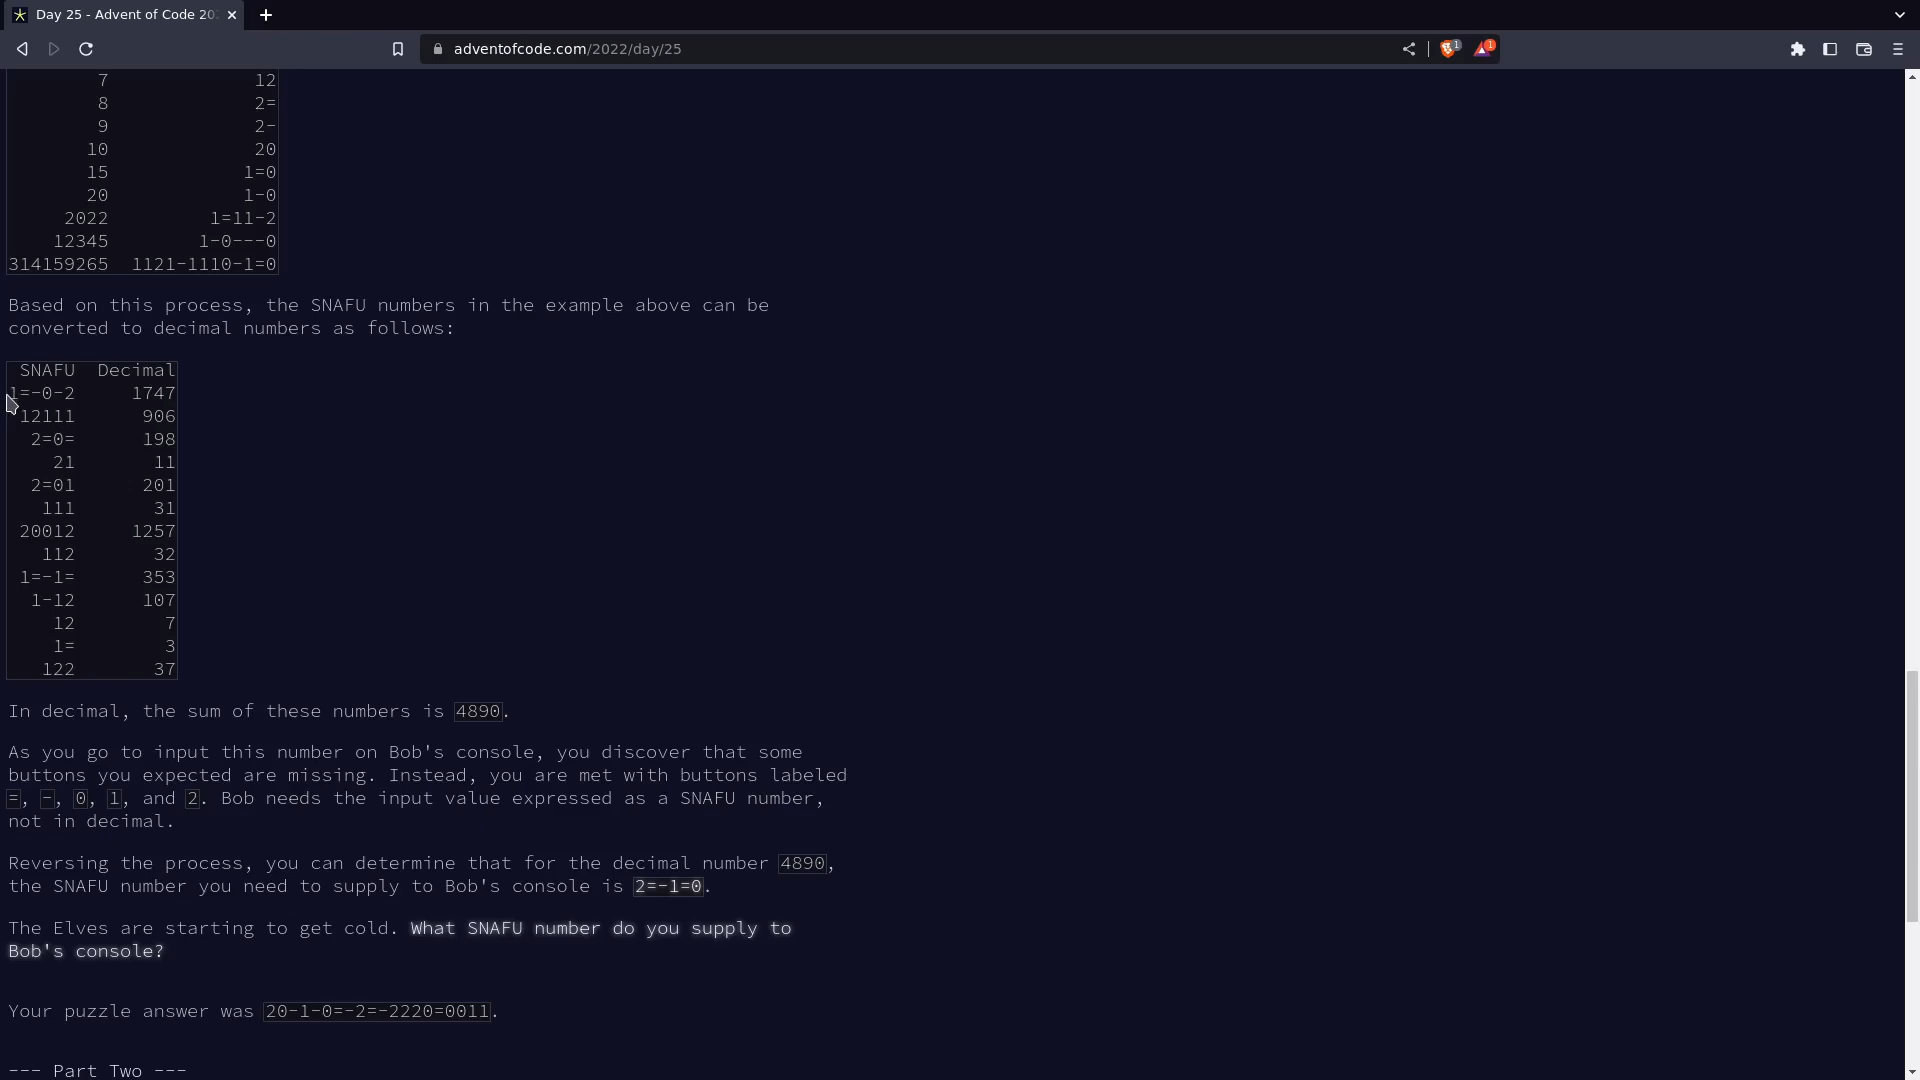 Day 25 - Advent of Code 20
adventofcode.com/2022/day/25
1
1
7 12
8 2=
9 2-
10 20
15 1=0
20 1-0
2022 1=11-2
12345 1-0---0
314159265 1121-1110-1=0
Based on this process, the SNAFU numbers in the example above can be
converted to decimal numbers as follows:
SNAFU Decimal
1=-0-2 1747
12111 906
2=0= 198
21 11
2=01 201
111 31
20012 1257
112 32
1=-1= 353
1-12 107
12 7
1= 3
122 37
In decimal, the sum of these numbers is 4890.
As you go to input this number on Bob's console, you discover that some
buttons you expected are missing. Instead, you are met with buttons labeled
=, -, 0, 1, and 2. Bob needs the input value expressed as a SNAFU number,
not in decimal.
Reversing the process, you can determine that for the decimal number 4890,
the SNAFU number you need to supply to Bob's console is 2=-1=0.
The Elves are starting to get cold. What SNAFU number do you supply to
Bob's console?
Your puzzle answer was 20-1-0=-2=-2220=0011.
--- Part Two ---